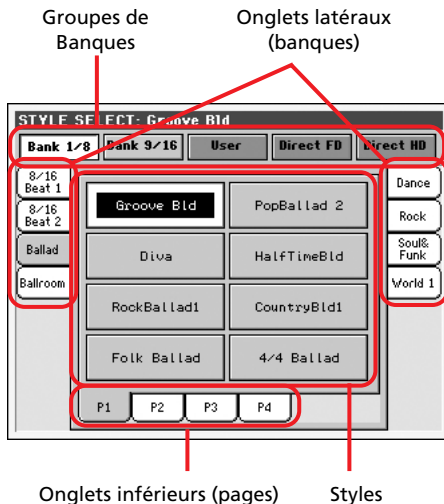 Groupes de
Banques
Onglets latéraux
(banques)
STYLE SELECT: Groove Bld
Bank 1/8 Bank 9/16 User Direct FD Direct HD
8/16
Beat 1
8/16
Beat 2
Ballad
Ballroom
Groove Bld PopBallad 2
Diva HalfTimeBld
RockBallad1 CountryBld1
Folk Ballad 4/4 Ballad
Dance
Rock
Soul&
Funk
World 1
P1 P2 P3 P4
Onglets inférieurs (pages) Styles